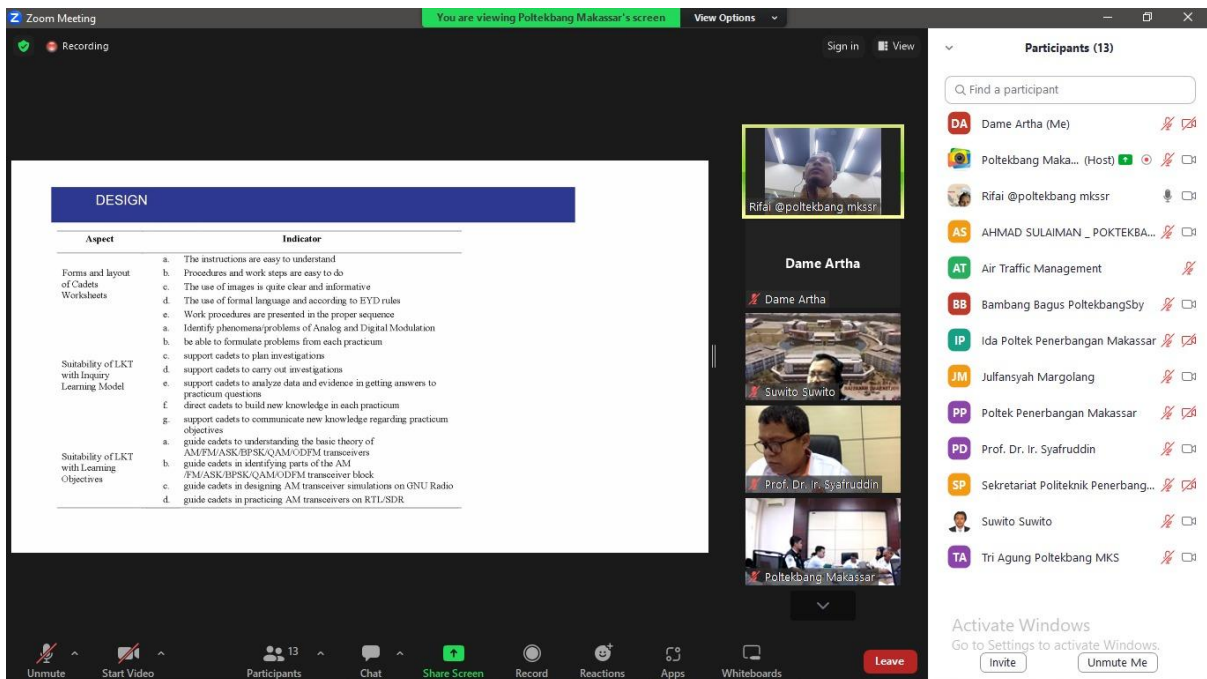 Zoom Meeting
You are viewing Poltekbang Makassar's screen
View Options
Recording
Sign in
View
DESIGN
Aspect Indicator
Forms and layout of Cadets Worksheets
a. The instructions are easy to understand
b. Procedures and work steps are easy to do
c. The use of images is quite clear and informative
d. The use of formal language and according to EYD rules
e. Work procedures are presented in the proper sequence
Suitability of LKT with Inquiry Learning Model
a. Identify phenomena/problems of Analog and Digital Modulation
b. be able to formulate problems from each practicum
c. support cadets to plan investigations
d. support cadets to carry out investigations
e. support cadets to analyze data and evidence in getting answers to
practicum questions
f. direct cadets to build new knowledge in each practicum
g. support cadets to communicate new knowledge regarding practicum
objectives
Suitability of LKT with Learning Objectives
a. guide cadets to understanding the basic theory of
AM/FM/ASK/BPSK/QAM/ODFM transceivers
b. guide cadets in identifying parts of the AM
/FM/ASK/BPSK/QAM/ODFM transceiver block
c. guide cadets in designing AM transceiver simulations on GNU Radio
d. guide cadets in practicing AM transceivers on RTL/SDR
Rifai @poltekbang mkssr
Dame Artha
Dame Artha
Suwito Suwito
Prof. Dr. Ir. Syafruddin
Poltekbang Makassar
Participants (13)
Find a participant
DA Dame Artha (Me)
Poltekbang Maka... (Host)
Rifai @poltekbang mkssr
AS AHMAD SULAIMAN _ POKTEKBA...
AT Air Traffic Management
BB Bambang Bagus PoltekbangSby
IP Ida Poltek Penerbangan Makassar
JM Julfansyah Margolang
PP Poltek Penerbangan Makassar
PD Prof. Dr. Ir. Syafruddin
SP Sekretariat Politeknik Penerbang...
Suwito Suwito
TA Tri Agung Poltekbang MKS
Activate Windows
Go to Settings to activate Windows.
Invite
Unmute Me
Unmute
Start Video
13
Participants
Chat
Share Screen
Record
Reactions
Apps
Whiteboards
Leave